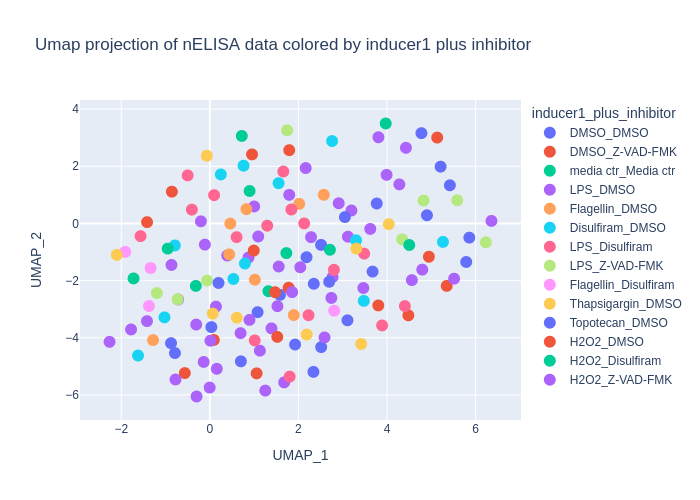 Umap projection of nELISA data colored by inducer1 plus inhibitor
inducer1_plus_inhibitor
DMSO_DMSO
DMSO_Z-VAD-FMK
media ctr_Media ctr
LPS_DMSO
Flagellin_DMSO
Disulfiram_DMSO
LPS_Disulfiram
LPS_Z-VAD-FMK
Flagellin_Disulfiram
Thapsigargin_DMSO
Topotecan_DMSO
H2O2_DMSO
H2O2_Disulfiram
H2O2_Z-VAD-FMK
UMAP_2
4
2
0
−2
−4
−6
−2
0
2
4
6
UMAP_1